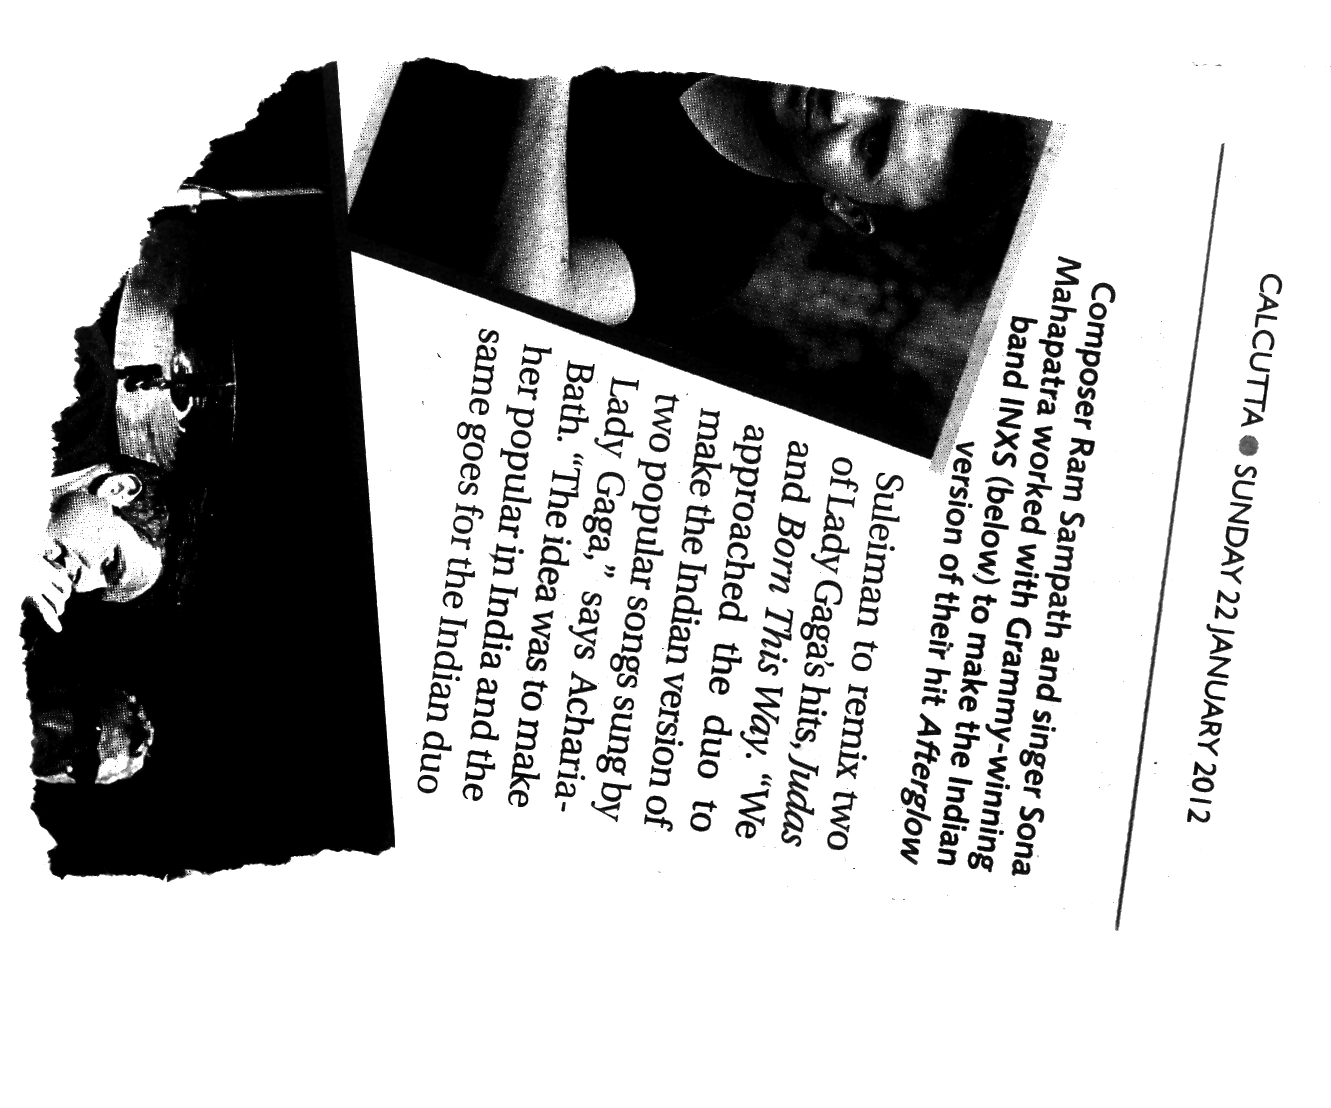 CALCUTTA ● SUNDAY 22 JANUARY 2012
Composer Ram Sampath and singer Sona
Mahapatra worked with Grammy-winning
band INXS (below) to make the Indian
version of their hit Afterglow
Suleiman to remix two
of Lady Gaga's hits, Judas
and Born This Way. “We
approached the duo to
make the Indian version of
two popular songs sung by
Lady Gaga,” says Acharia-
Bath. “The idea was to make
her popular in India and the
same goes for the Indian duo